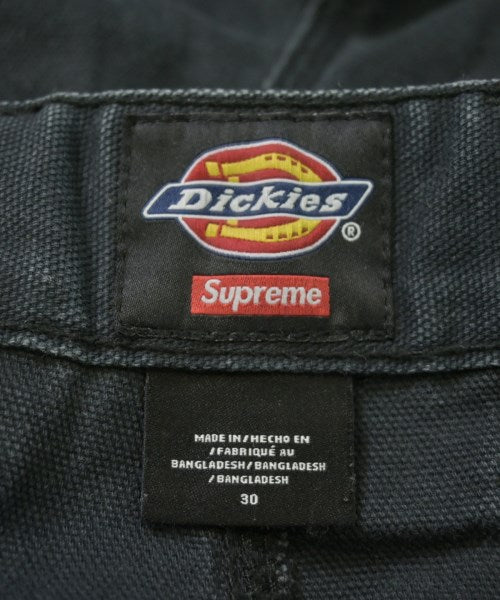 Dickies
®
Supreme
MADE IN/HECHO EN
/FABRIQUÉ AU
BANGLADESH/BANGLADESH
/BANGLADESH
30